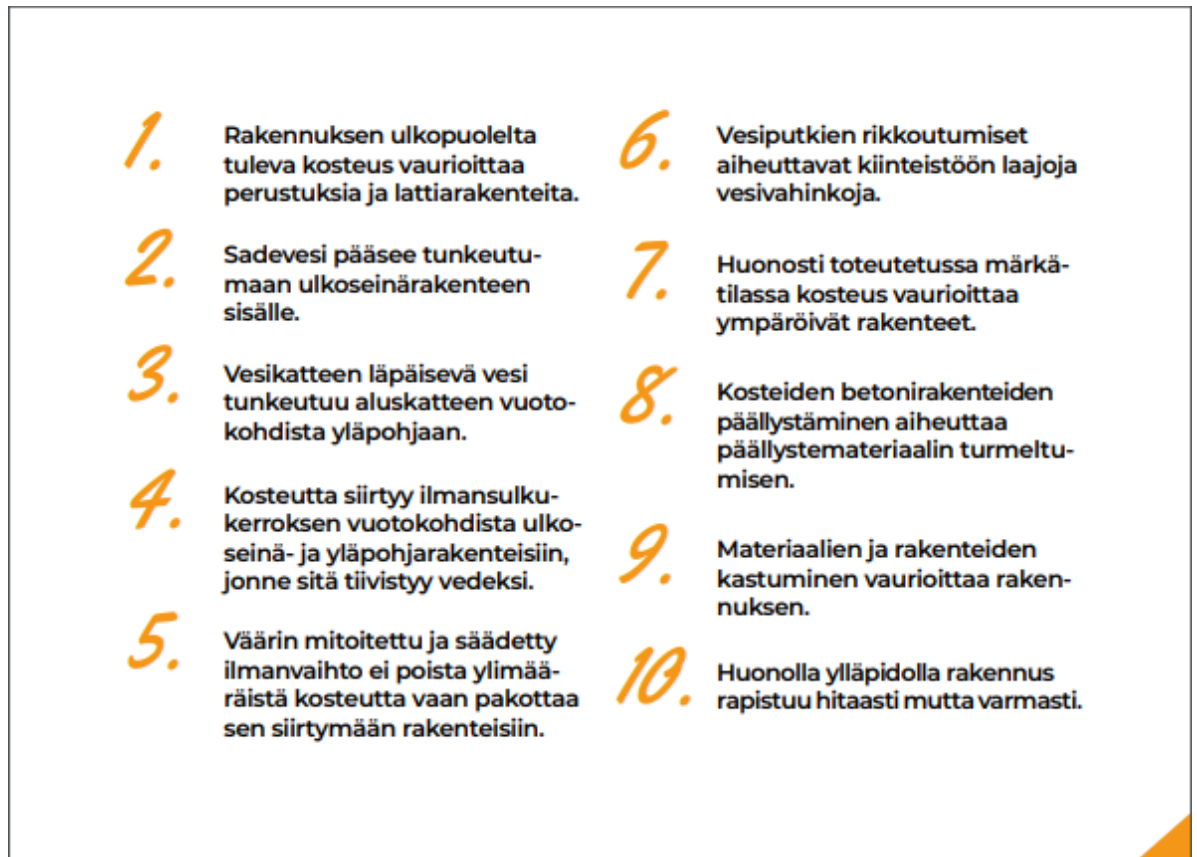 1.
Rakennuksen ulkopuolelta
tuleva kosteus vaurioittaa
perustuksia ja lattiarakenteita.
2.
Sadevesi pääsee tunkeutu-
maan ulkoseinärakenteen
sisälle.
3.
Vesikatteen läpäisevä vesi
tunkeutuu aluskatteen vuoto-
kohdista yläpohjaan.
4.
Kosteutta siirtyy ilmansulku-
kerroksen vuotokohdista ulko-
seinä- ja yläpohjarakenteisiin,
jonne sitä tiivistyy vedeksi.
5.
Väärin mitoitettu ja säädetty
ilmanvaihto ei poista ylimää-
räistä kosteutta vaan pakottaa
sen siirtymään rakenteisiin.
6.
Vesiputkien rikkoutumiset
aiheuttavat kiinteistöön laajoja
vesivahinkoja.
7.
Huonosti toteutetussa märkä-
tilassa kosteus vaurioittaa
ympäröivät rakenteet.
8.
Kosteiden betonirakenteiden
päällystäminen aiheuttaa
päällystemateriaalin turmeltu-
misen.
9.
Materiaalien ja rakenteiden
kastuminen vaurioittaa raken-
nuksen.
10.
Huonolla ylläpidolla rakennus
rapistuu hitaasti mutta varmasti.